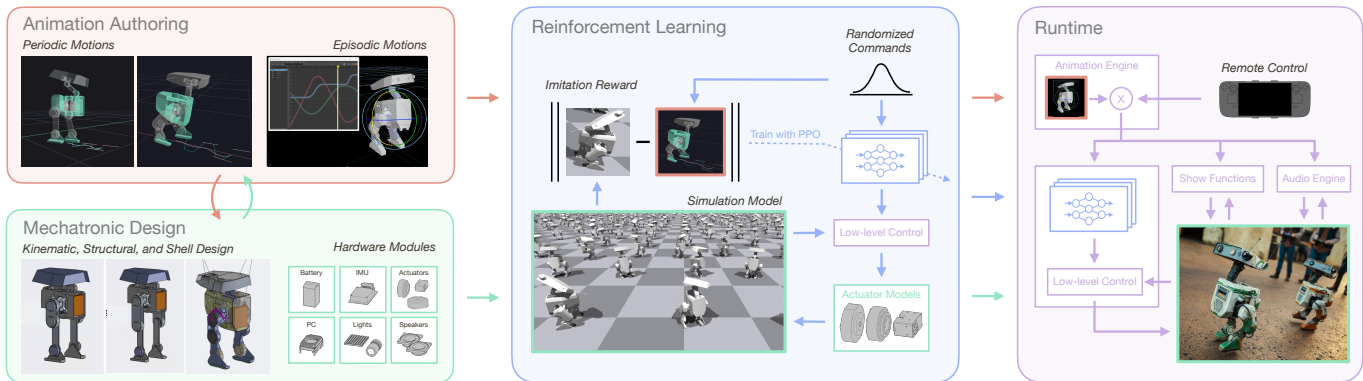 Animation Authoring
Periodic Motions
Episodic Motions
Mechatronic Design
Kinematic, Structural, and Shell Design
Hardware Modules
Battery
IMU
Actuators
PC
Lights
Speakers
Reinforcement Learning
Randomized
Commands
Imitation Reward
Train with PPO
Simulation Model
Low-level Control
Actuator Models
Runtime
Animation Engine
Remote Control
X
Show Functions
Audio Engine
Low-level Control